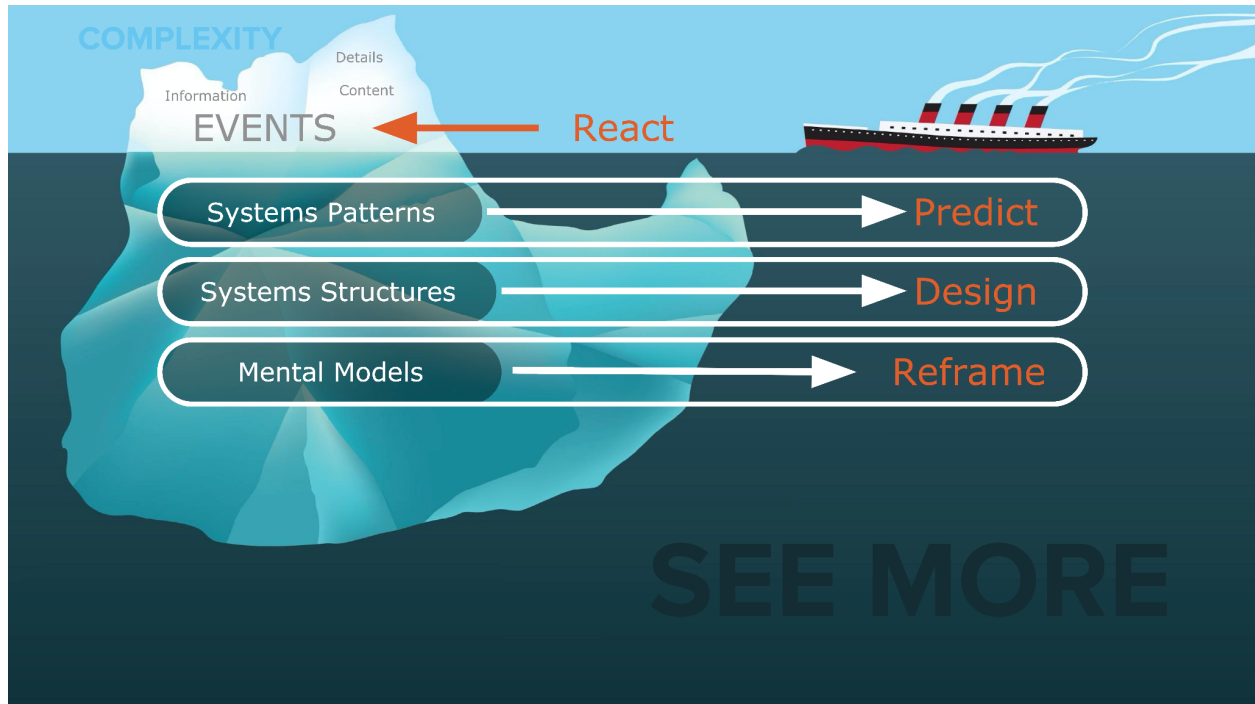 COMPLEXITY
Details
Content
Information
EVENTS
React
Systems Patterns
Predict
Systems Structures
Design
Mental Models
Reframe
SEE MORE